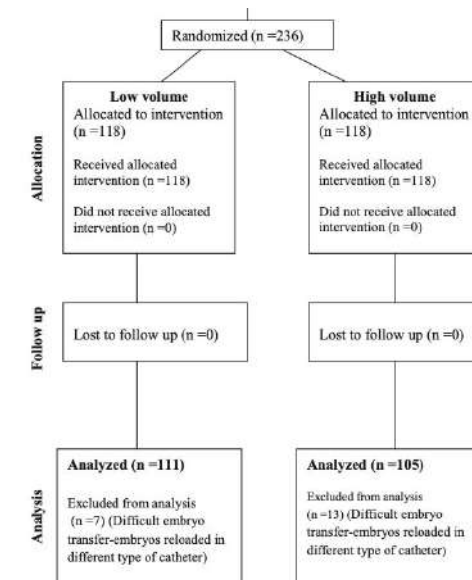 Randomized (n =236)
Low volume
Allocated to intervention
(n =118)
Received allocated
intervention (n =118)
Did not receive allocated
intervention (n =0)
High volume
Allocated to intervention
(n =118)
Received allocated
intervention (n =118)
Did not receive allocated
intervention (n =0)
Allocation
Lost to follow up (n =0)
Lost to follow up (n =0)
Follow up
Analyzed (n =111)
Excluded from analysis
(n =7) (Difficult embryo
transfer-embryos reloaded in
different type of catheter)
Analyzed (n =105)
Excluded from analysis
(n =13) (Difficult embryo
transfer-embryos reloaded in
different type of catheter)
Analysis